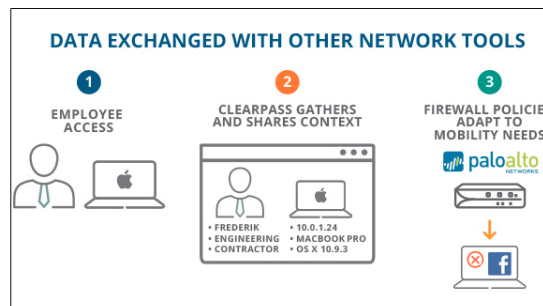 DATA EXCHANGED WITH OTHER NETWORK TOOLS
1
EMPLOYEE
ACCESS
2
CLEARPASS GATHERS
AND SHARES CONTEXT
• FREDERIK
• ENGINEERING
• CONTRACTOR
• 10.0.1.24
• MACBOOK PRO
• OS X 10.9.3
3
FIREWALL POLICIE
ADAPT TO
MOBILITY NEEDS
paloalto
NETWORKS
f